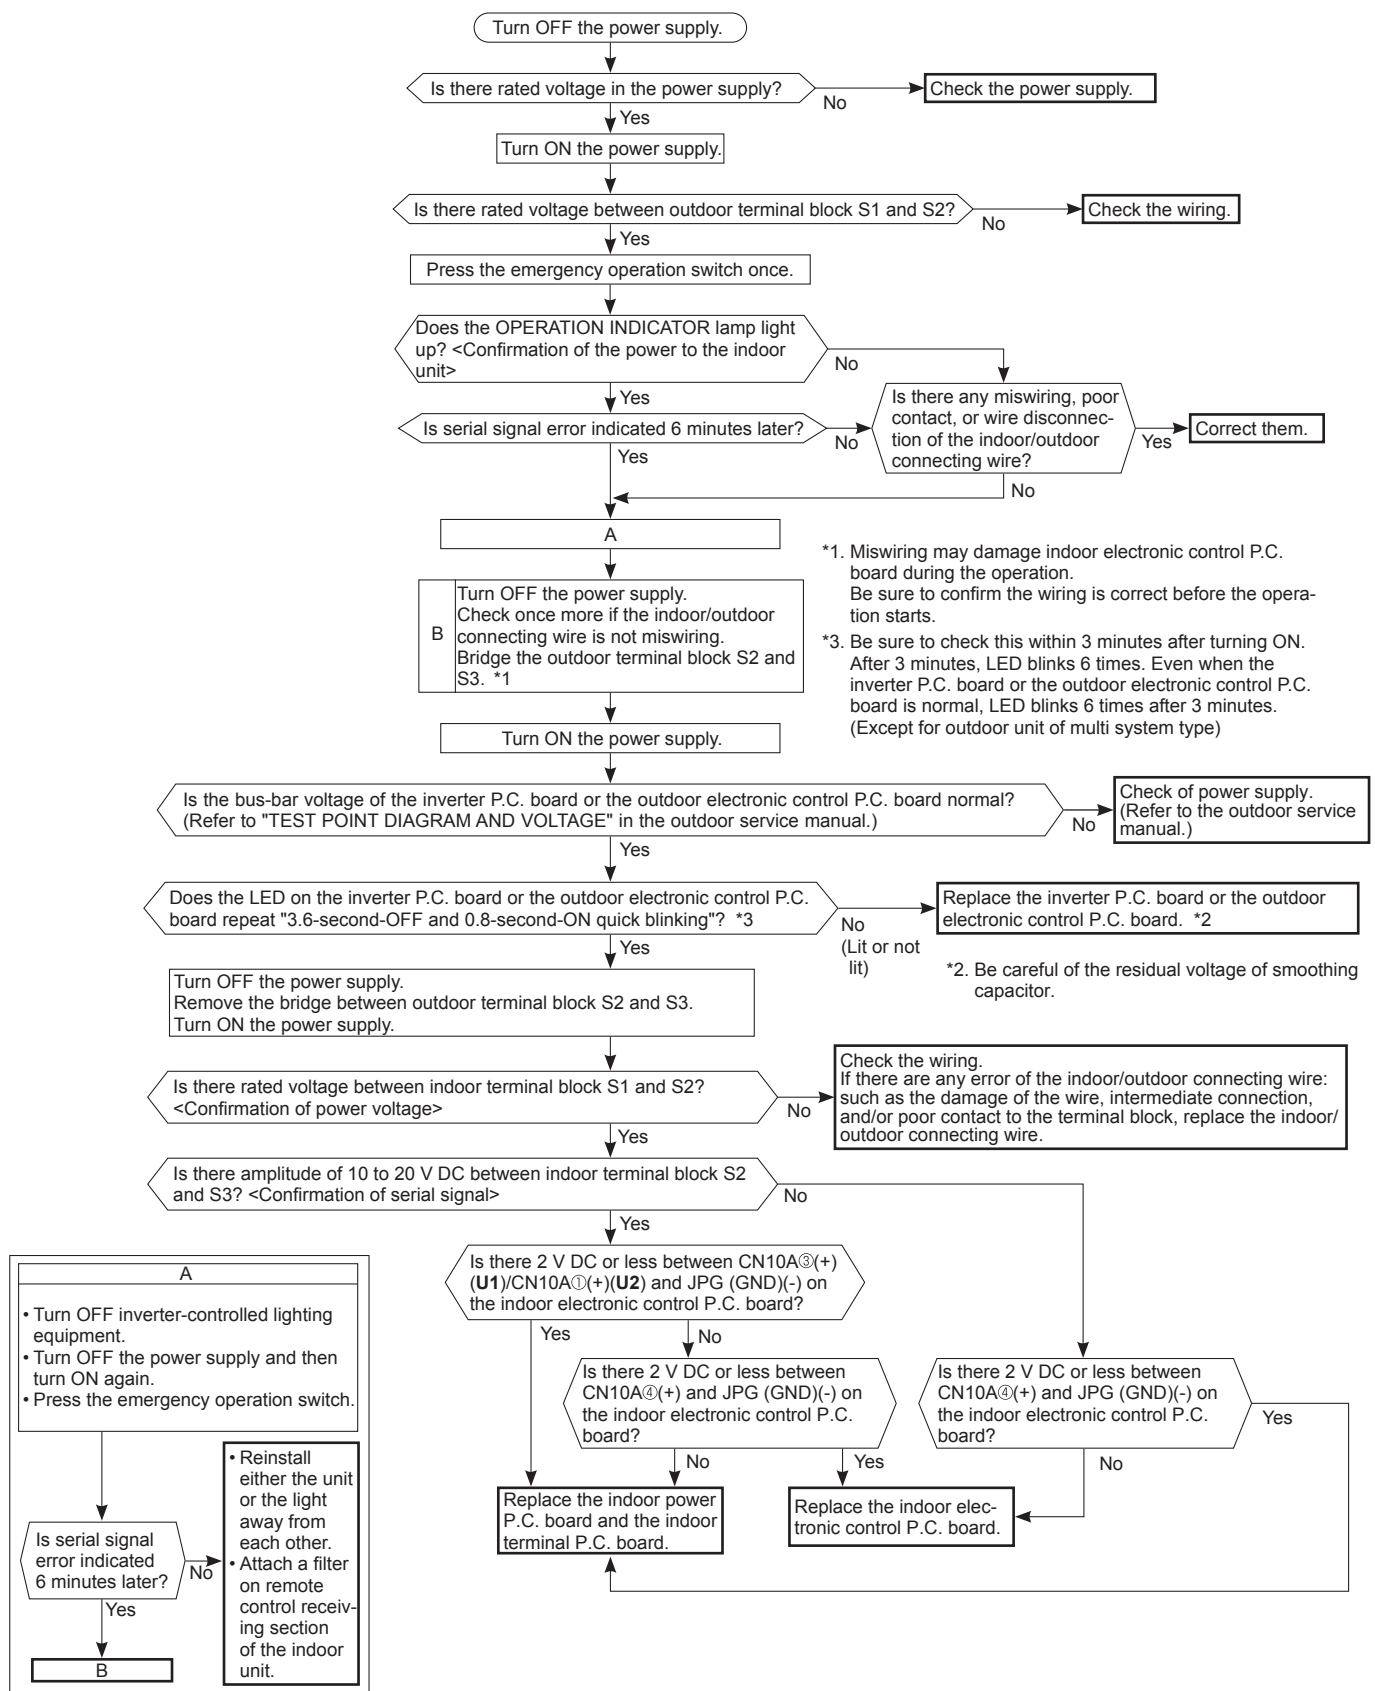 Turn OFF the power supply.
Is there rated voltage in the power supply?
No
Check the power supply.
Yes
Turn ON the power supply.
Is there rated voltage between outdoor terminal block S1 and S2?
No
Check the wiring.
Yes
Press the emergency operation switch once.
Does the OPERATION INDICATOR lamp light
up? <Confirmation of the power to the indoor
unit>
No
Yes
Is there any miswiring, poor
contact, or wire disconnec-
tion of the indoor/outdoor
connecting wire?
Yes
Correct them.
No
Is serial signal error indicated 6 minutes later?
No
Yes
A
B
Turn OFF the power supply.
Check once more if the indoor/outdoor
connecting wire is not miswiring.
Bridge the outdoor terminal block S2 and
S3. *1
*1. Miswiring may damage indoor electronic control P.C.
board during the operation.
Be sure to confirm the wiring is correct before the opera-
tion starts.
*3. Be sure to check this within 3 minutes after turning ON.
After 3 minutes, LED blinks 6 times. Even when the
inverter P.C. board or the outdoor electronic control P.C.
board is normal, LED blinks 6 times after 3 minutes.
(Except for outdoor unit of multi system type)
Turn ON the power supply.
Is the bus-bar voltage of the inverter P.C. board or the outdoor electronic control P.C. board normal?
(Refer to "TEST POINT DIAGRAM AND VOLTAGE" in the outdoor service manual.)
No
Check of power supply.
(Refer to the outdoor service
manual.)
Yes
Does the LED on the inverter P.C. board or the outdoor electronic control P.C.
board repeat "3.6-second-OFF and 0.8-second-ON quick blinking"? *3
No
(Lit or not
lit)
Replace the inverter P.C. board or the outdoor
electronic control P.C. board. *2
*2. Be careful of the residual voltage of smoothing
capacitor.
Yes
Turn OFF the power supply.
Remove the bridge between outdoor terminal block S2 and S3.
Turn ON the power supply.
Is there rated voltage between indoor terminal block S1 and S2?
<Confirmation of power voltage>
No
Check the wiring.
If there are any error of the indoor/outdoor connecting wire:
such as the damage of the wire, intermediate connection,
and/or poor contact to the terminal block, replace the indoor/
outdoor connecting wire.
Yes
Is there amplitude of 10 to 20 V DC between indoor terminal block S2
and S3? <Confirmation of serial signal>
No
Yes
Is there 2 V DC or less between CN10A③(+)
(U1)/CN10A①(+)(U2) and JPG (GND)(-) on
the indoor electronic control P.C. board?
Yes
No
Is there 2 V DC or less between
CN10A④(+) and JPG (GND)(-) on
the indoor electronic control P.C.
board?
No
Yes
Is there 2 V DC or less between
CN10A④(+) and JPG (GND)(-) on
the indoor electronic control P.C.
board?
Yes
No
Replace the indoor power
P.C. board and the indoor
terminal P.C. board.
Replace the indoor elec-
tronic control P.C. board.
A
• Turn OFF inverter-controlled lighting
equipment.
• Turn OFF the power supply and then
turn ON again.
• Press the emergency operation switch.
Is serial signal
error indicated
6 minutes later?
No
Yes
B
• Reinstall
either the unit
or the light
away from
each other.
• Attach a filter
on remote
control receiv-
ing section
of the indoor
unit.